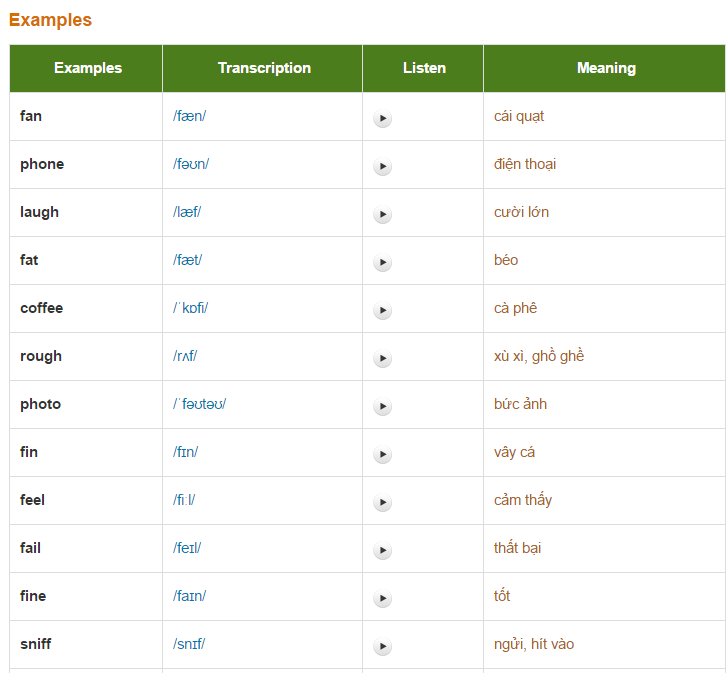 Examples
Examples Transcription Listen Meaning
fan /fæn/ cái quạt
phone /fəʊn/ điện thoại
laugh /læf/ cười lớn
fat /fæt/ béo
coffee /ˈkɒfi/ cà phê
rough /rʌf/ xù xì, ghồ ghề
photo /ˈfəʊtəʊ/ bức ảnh
fin /fɪn/ vây cá
feel /fiːl/ cảm thấy
fail /feɪl/ thất bại
fine /faɪn/ tốt
sniff /snɪf/ ngửi, hít vào